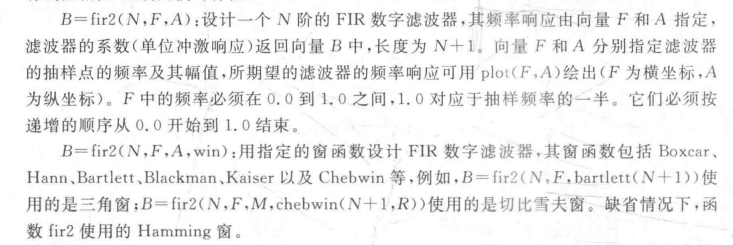 B=fir2(N,F,A):设计一个 N 阶的 FIR 数字滤波器,其频率响应由向量 F 和 A 指定,
滤波器的系数(单位冲激响应)返回向量 B 中,长度为 N+1。向量 F 和 A 分别指定滤波器
的抽样点的频率及其幅值,所期望的滤波器的频率响应可用 plot(F,A)绘出(F 为横坐标,A
为纵坐标)。F 中的频率必须在 0.0 到 1.0 之间,1.0 对应于抽样频率的一半。它们必须按
递增的顺序从 0.0 开始到 1.0 结束。
B=fir2(N,F,A,win):用指定的窗函数设计 FIR 数字滤波器,其窗函数包括 Boxcar、
Hann、Bartlett、Blackman、Kaiser 以及 Chebwin 等,例如,B=fir2(N,F,bartlett(N+1))使
用的是三角窗;B=fir2(N,F,M,chebwin(N+1,R))使用的是切比雪夫窗。缺省情况下,函
数 fir2 使用的 Hamming 窗。